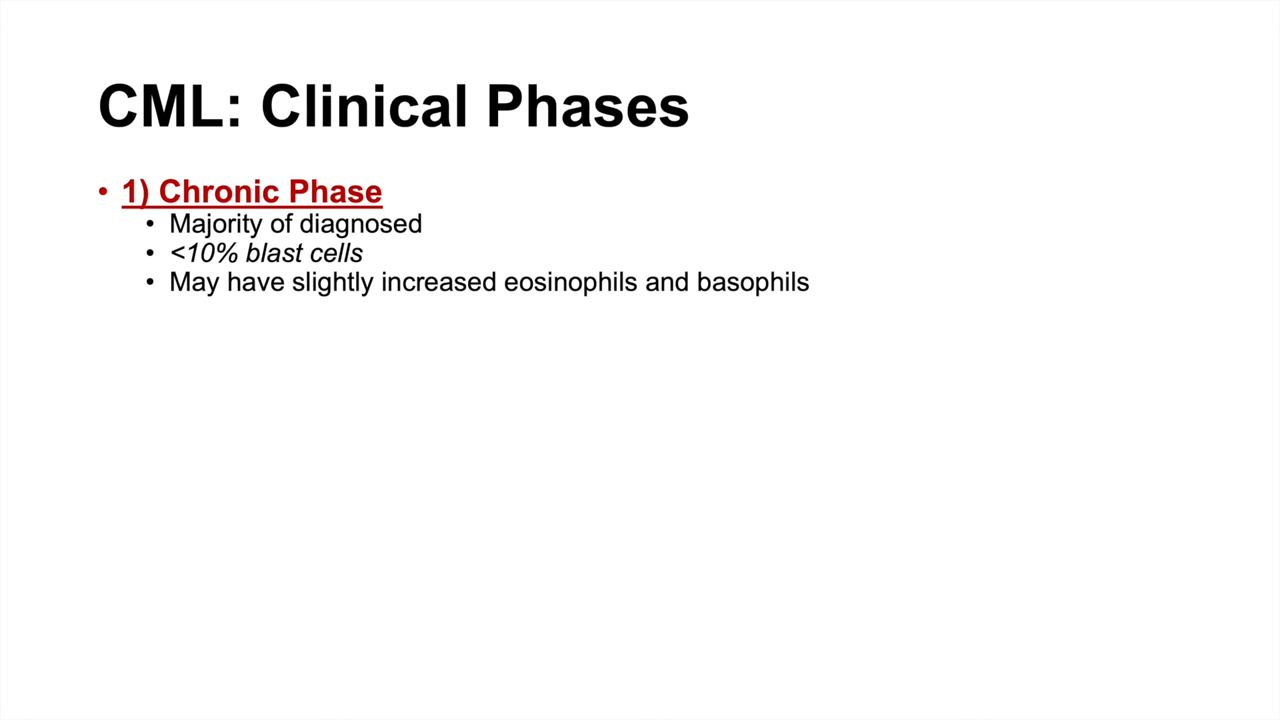 CML: Clinical Phases
• 1) Chronic Phase
• Majority of diagnosed
• <10% blast cells
• May have slightly increased eosinophils and basophils